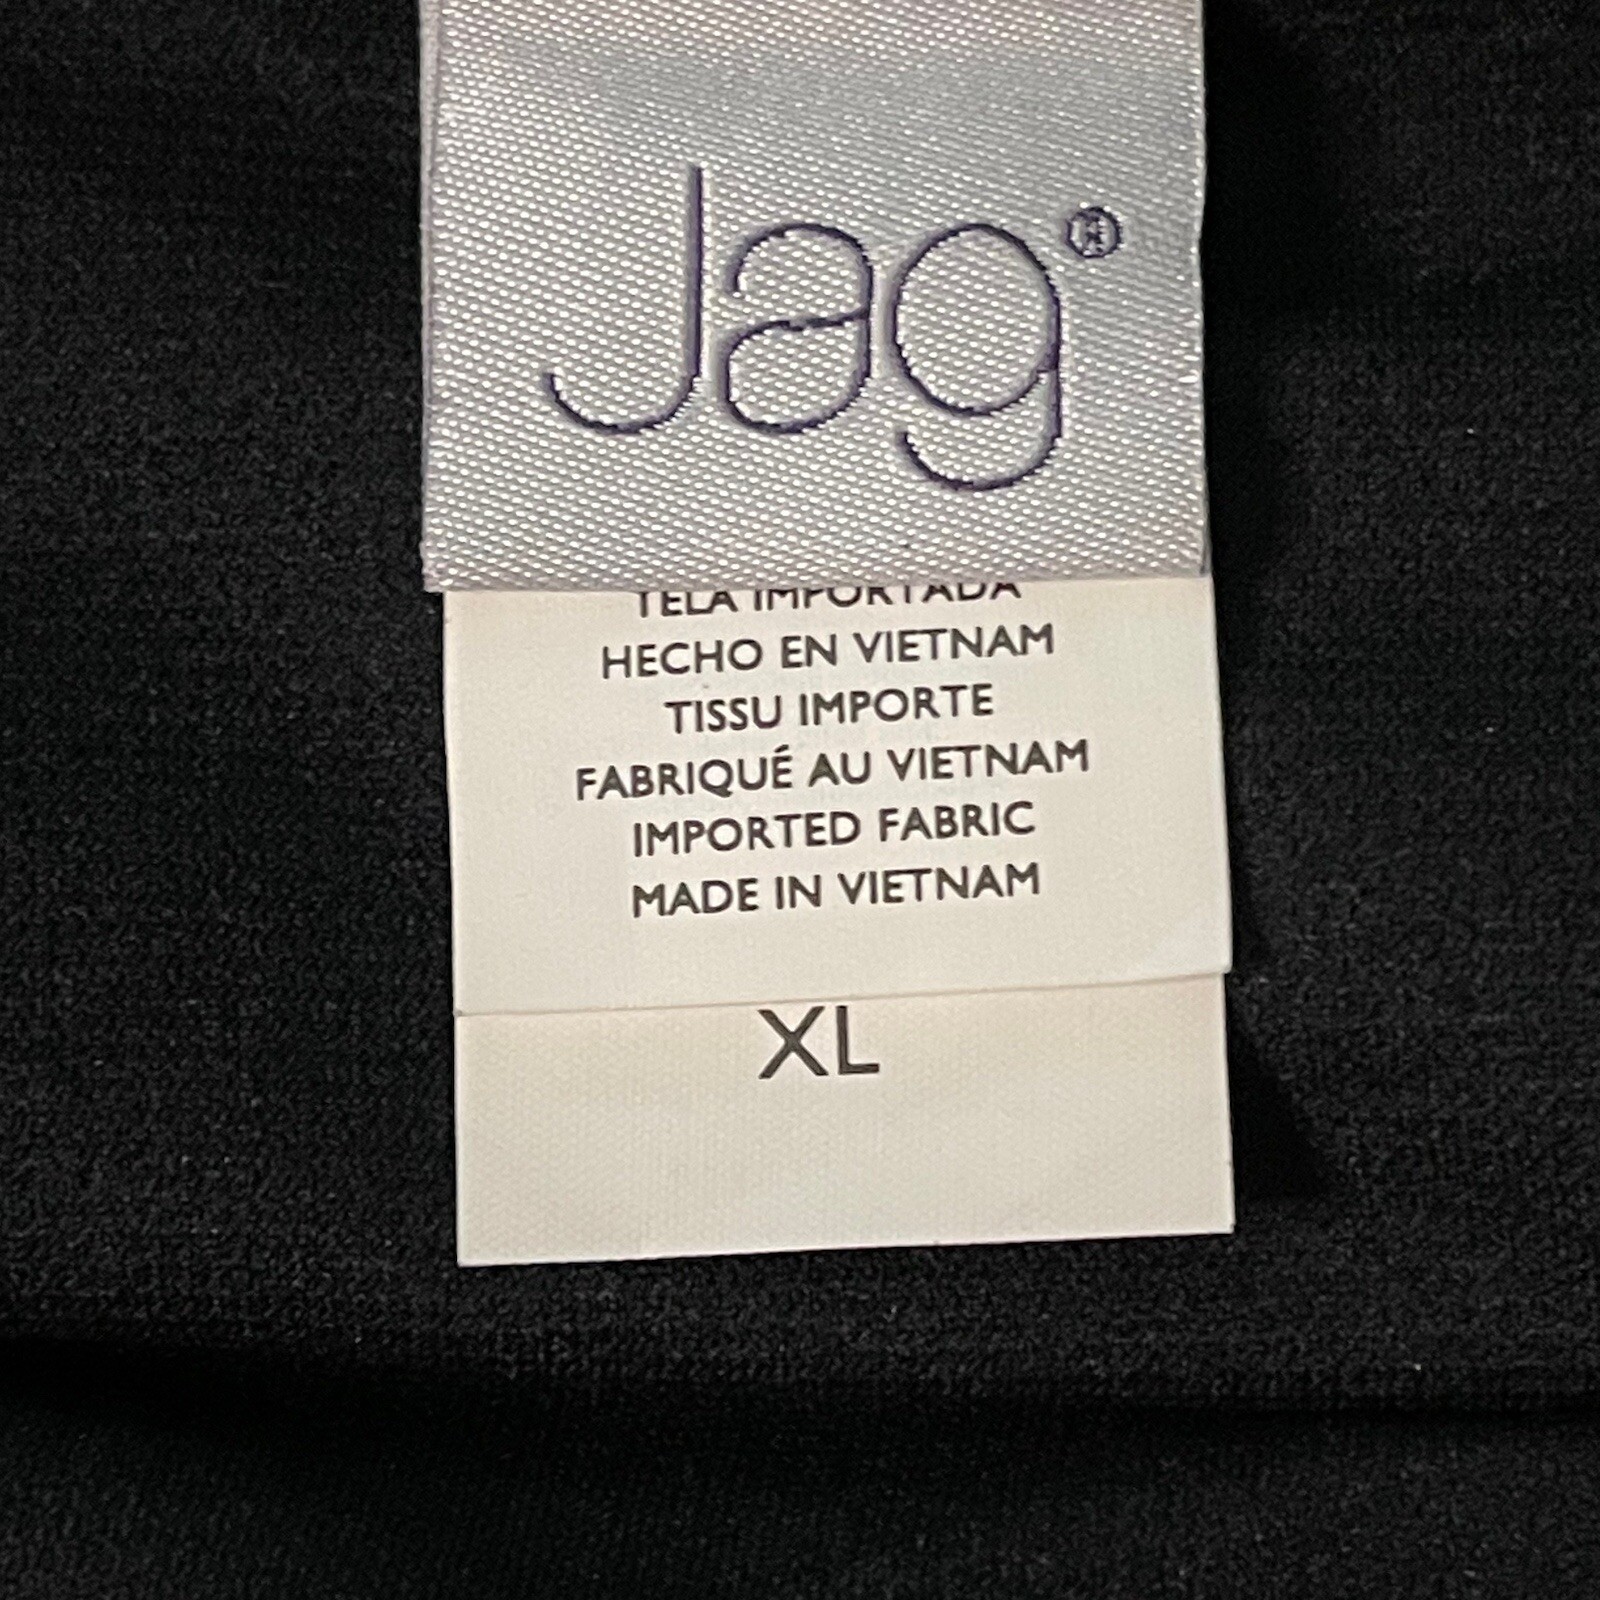 Jag®
TELA IMPORTADA
HECHO EN VIETNAM
TISSU IMPORTE
FABRIQUÉ AU VIETNAM
IMPORTED FABRIC
MADE IN VIETNAM
XL